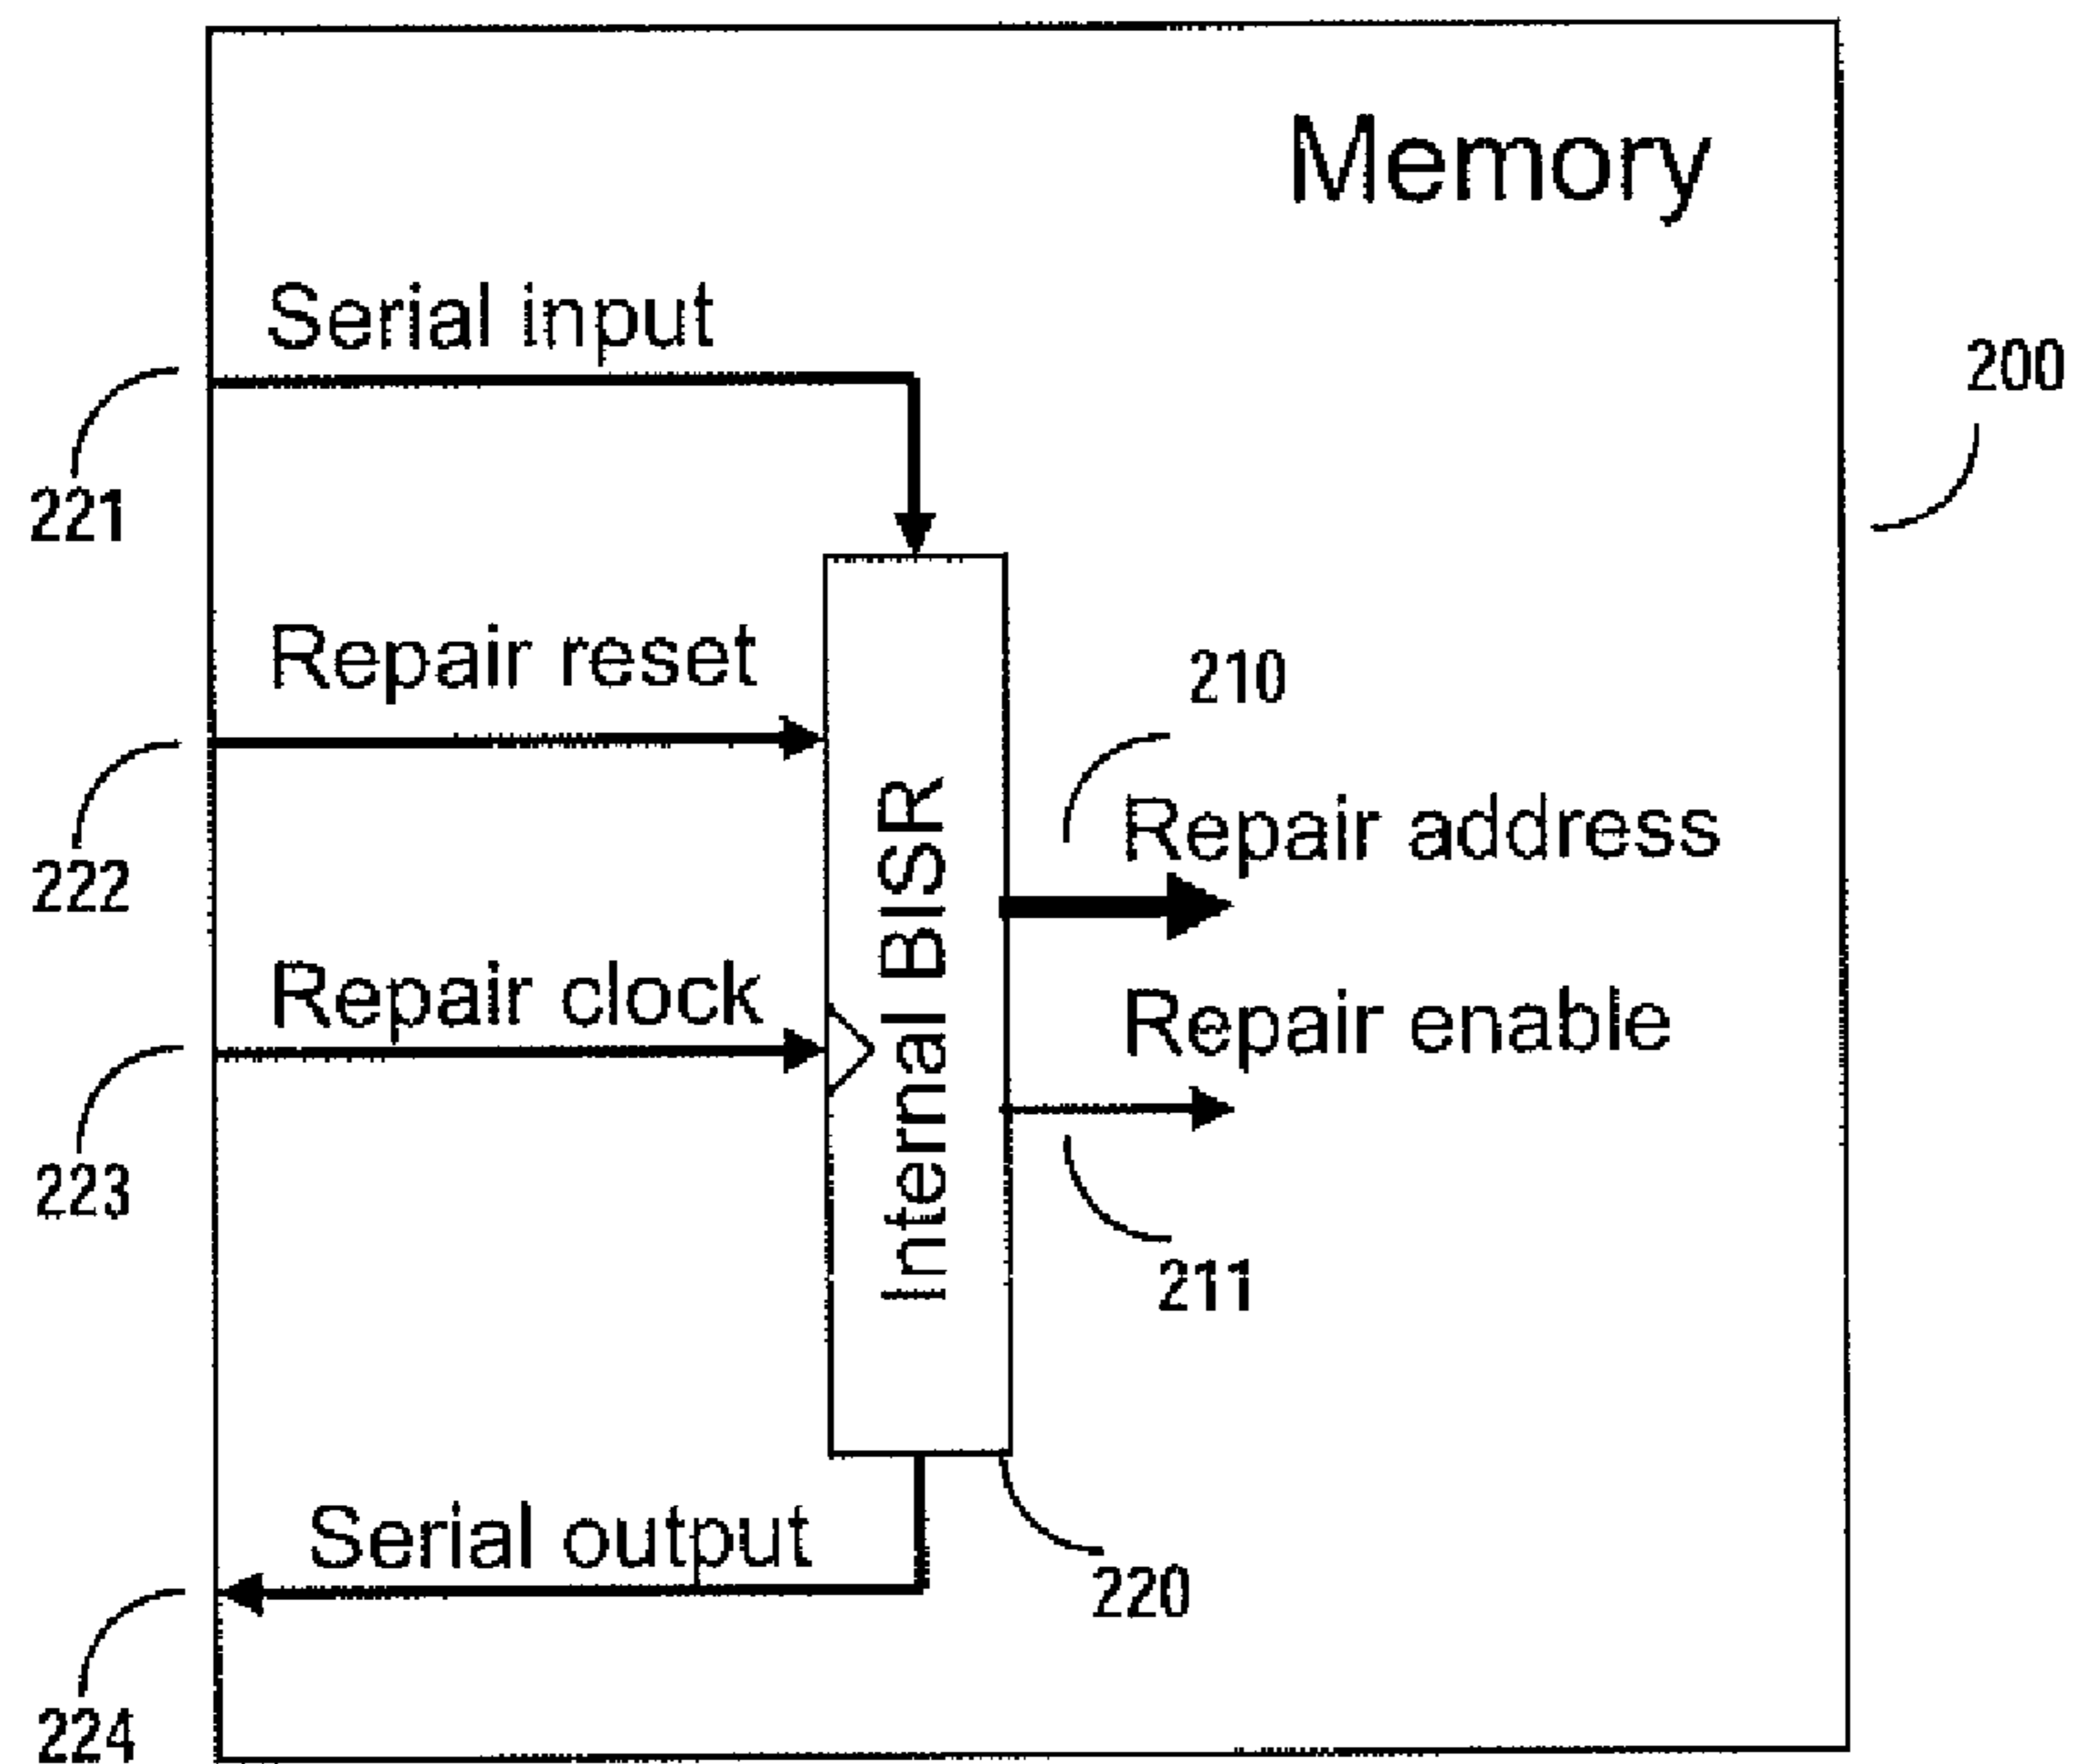 Memory
Serial input
200
221
Repair reset
210
222
Repair address
Internal BISR
Repair clock
Repair enable
223
211
Serial output
220
224